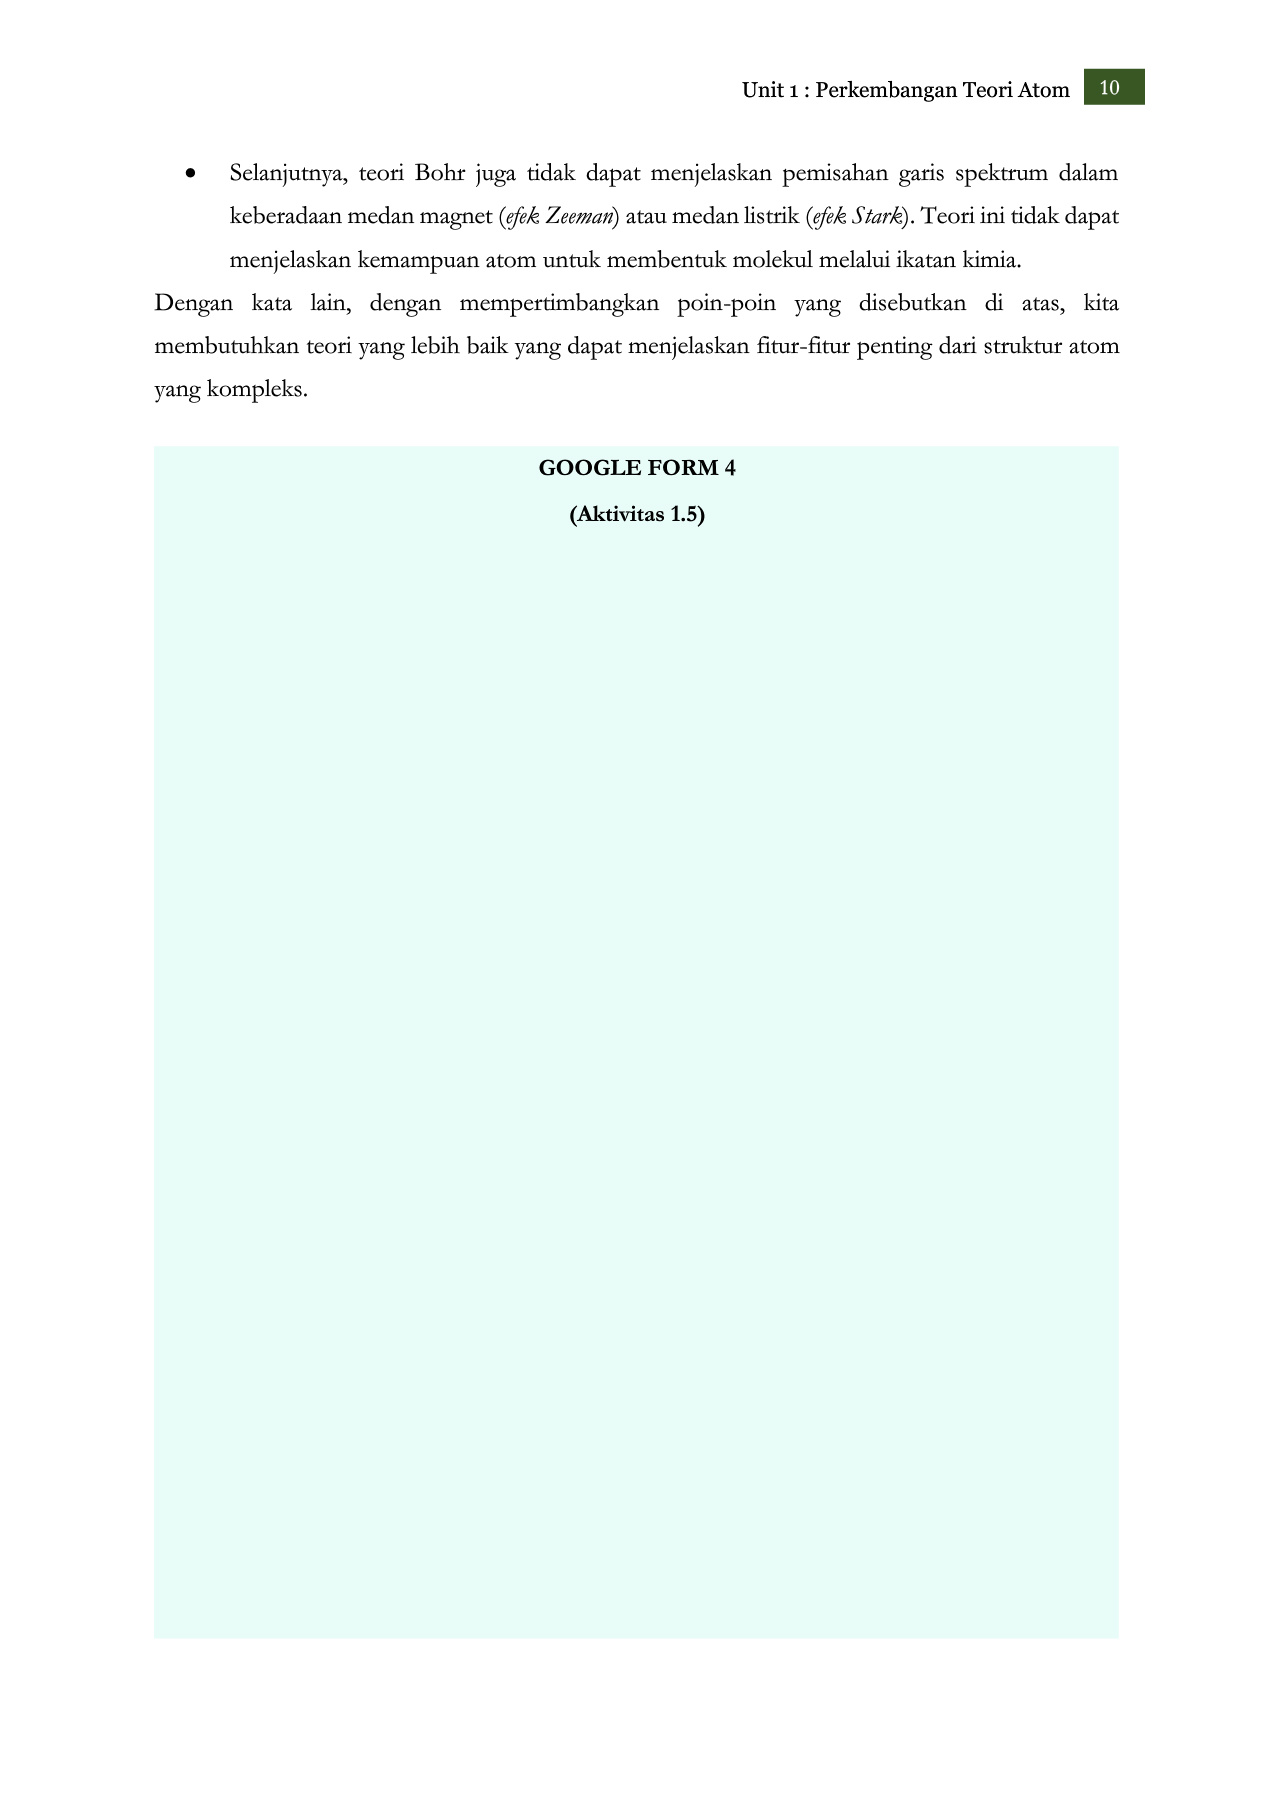 Unit 1 : Perkembangan Teori Atom 10
• Selanjutnya, teori Bohr juga tidak dapat menjelaskan pemisahan garis spektrum dalam
keberadaan medan magnet (efek Zeeman) atau medan listrik (efek Stark). Teori ini tidak dapat
menjelaskan kemampuan atom untuk membentuk molekul melalui ikatan kimia.
Dengan kata lain, dengan mempertimbangkan poin-poin yang disebutkan di atas, kita
membutuhkan teori yang lebih baik yang dapat menjelaskan fitur-fitur penting dari struktur atom
yang kompleks.
GOOGLE FORM 4
(Aktivitas 1.5)